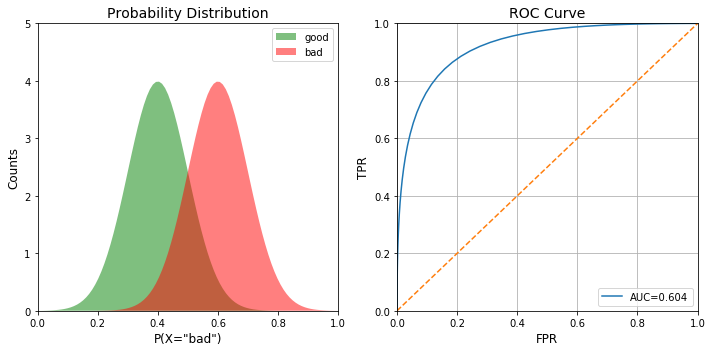 Probability Distribution
good
bad
5
4
3
2
1
0
Counts
0.0 0.2 0.4 0.6 0.8 1.0
P(X="bad")
ROC Curve
1.0
0.8
0.6
0.4
0.2
0.0
TPR
AUC=0.604
0.0 0.2 0.4 0.6 0.8 1.0
FPR